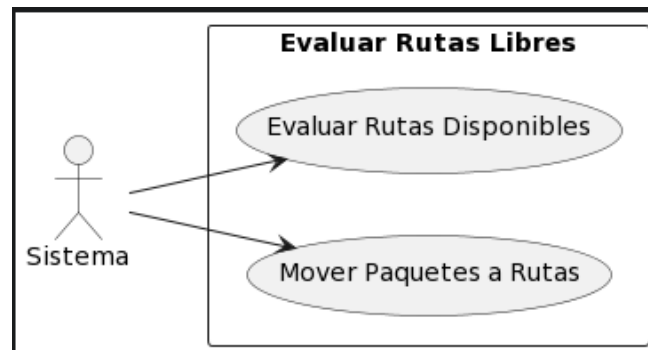 Evaluar Rutas Libres
Evaluar Rutas Disponibles
Sistema
Mover Paquetes a Rutas